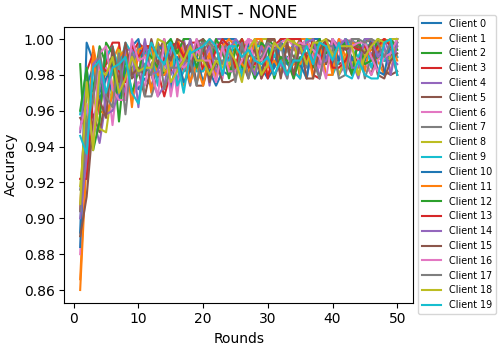 MNIST - NONE
Accuracy
1.00
0.98
0.96
0.94
0.92
0.90
0.88
0.86
0
10
20
30
40
50
Rounds
Client 0
Client 1
Client 2
Client 3
Client 4
Client 5
Client 6
Client 7
Client 8
Client 9
Client 10
Client 11
Client 12
Client 13
Client 14
Client 15
Client 16
Client 17
Client 18
Client 19